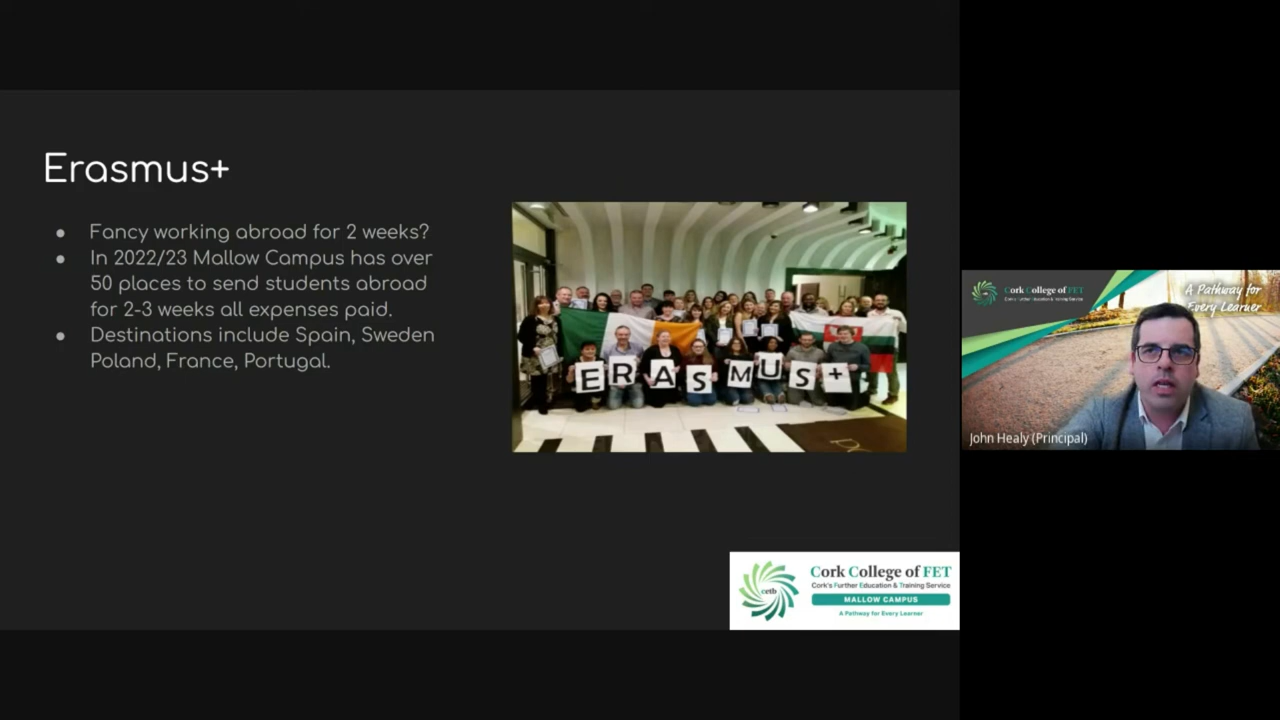 Erasmus+
● Fancy working abroad for 2 weeks?
● In 2022/23 Mallow Campus has over
50 places to send students abroad
for 2-3 weeks all expenses paid.
● Destinations include Spain, Sweden
Poland, France, Portugal.
ERASMUS+
cetb
Cork College of FET
Cork's Further Education & Training Service
MALLOW CAMPUS
A Pathway for Every Learner
Cork College of FET
Cork's Further Education & Training Service
A Pathway for
Every Learner
John Healy (Principal)